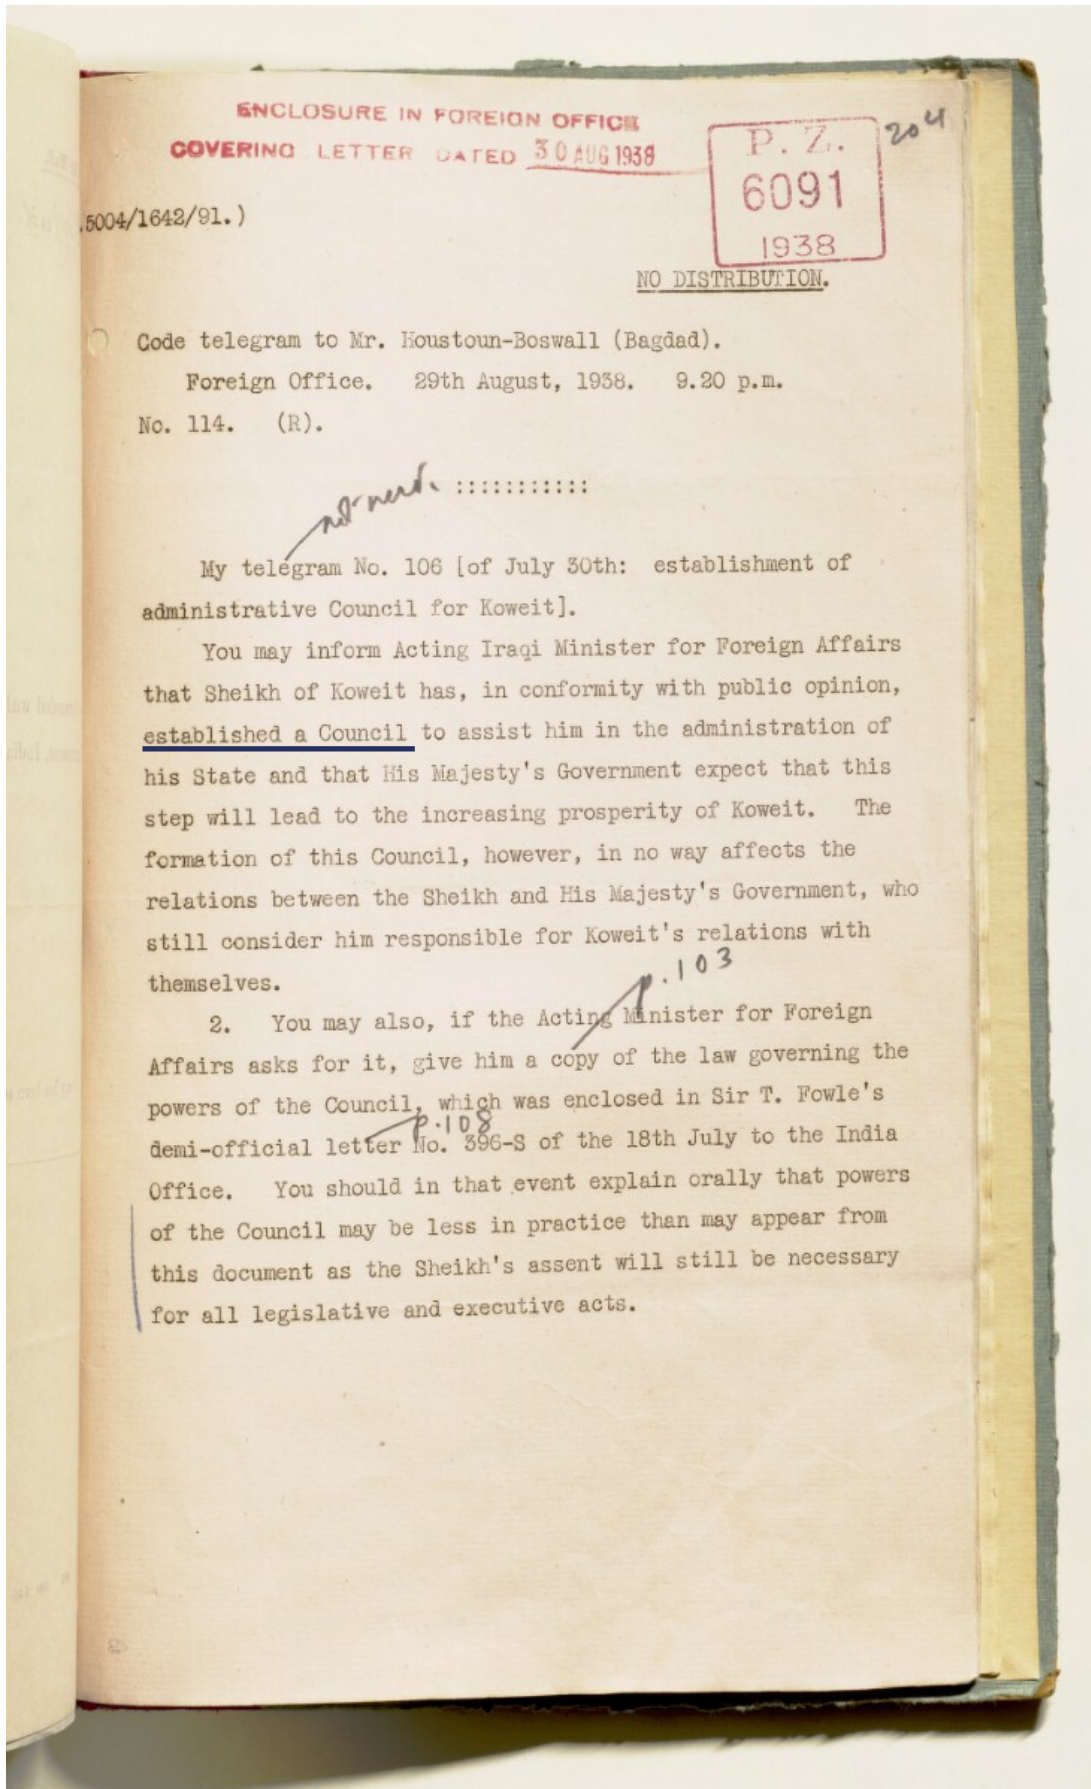 ENCLOSURE IN FOREIGN OFFICE
COVERING LETTER DATED 30 AUG 1938
P. Z.
6091
1938
204
.5004/1642/91.)
NO DISTRIBUTION.
Code telegram to Mr. Houstoun-Boswall (Bagdad).
Foreign Office. 29th August, 1938. 9.20 p.m.
No. 114. (R).
:::::::::::
not
My telegram No. 106 [of July 30th: establishment of
administrative Council for Koweit].
You may inform Acting Iraqi Minister for Foreign Affairs
that Sheikh of Koweit has, in conformity with public opinion,
established a Council to assist him in the administration of
his State and that His Majesty's Government expect that this
step will lead to the increasing prosperity of Koweit. The
formation of this Council, however, in no way affects the
relations between the Sheikh and His Majesty's Government, who
still consider him responsible for Koweit's relations with
themselves.
p.103
2. You may also, if the Acting Minister for Foreign
Affairs asks for it, give him a copy of the law governing the
powers of the Council, which was enclosed in Sir T. Fowle's
p.108
demi-official letter No. 396-S of the 18th July to the India
Office. You should in that event explain orally that powers
of the Council may be less in practice than may appear from
this document as the Sheikh's assent will still be necessary
for all legislative and executive acts.